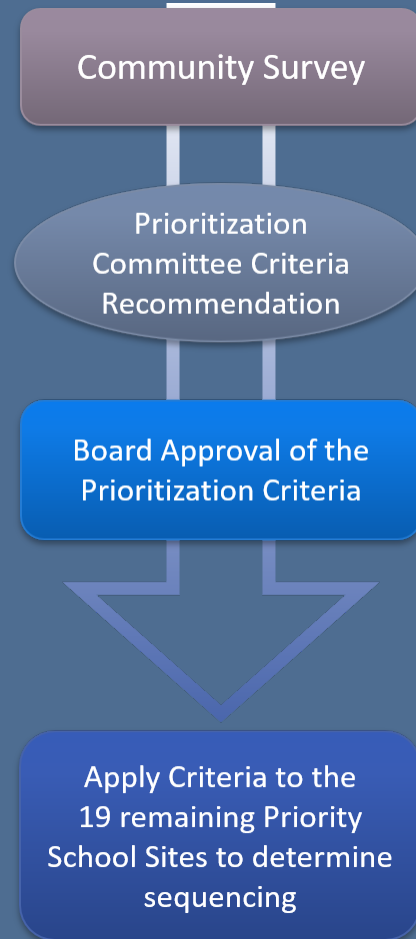 Community Survey
Prioritization
Committee Criteria
Recommendation
Board Approval of the
Prioritization Criteria
Apply Criteria to the
19 remaining Priority
School Sites to determine
sequencing